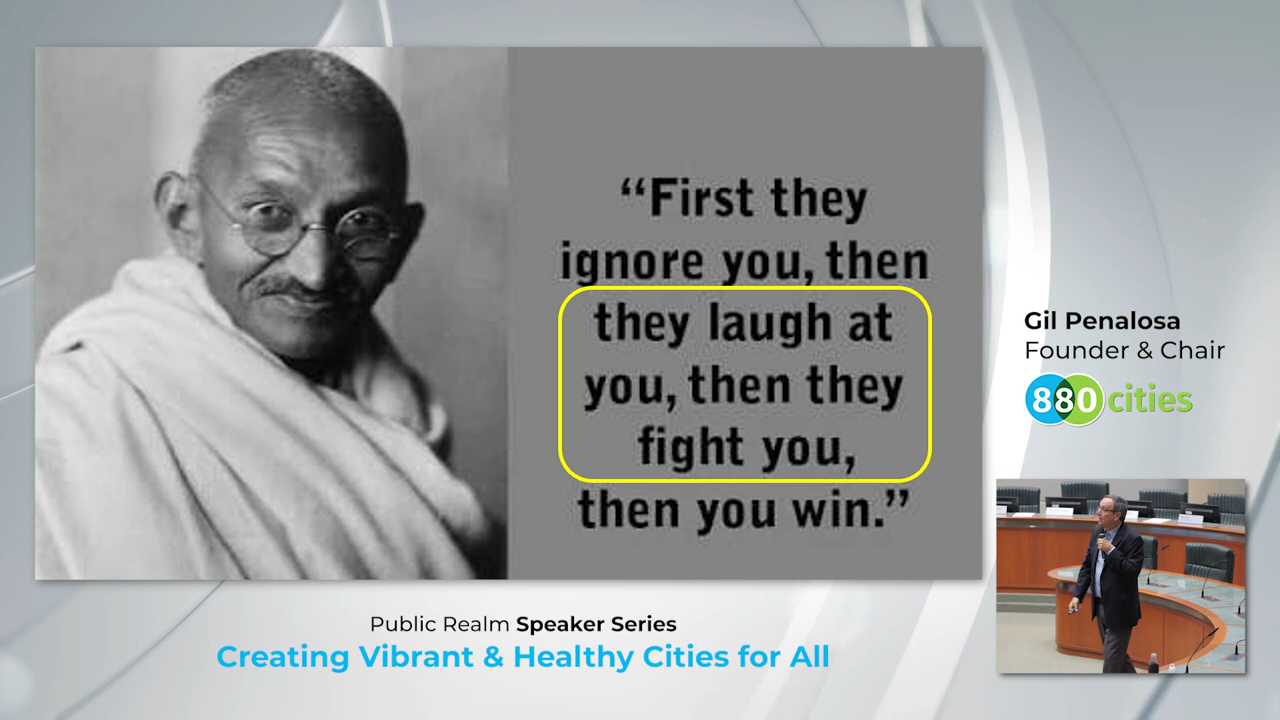 “First they
ignore you, then
they laugh at
you, then they
fight you,
then you win.”
Gil Penalosa
Founder & Chair
880 cities
Public Realm Speaker Series
Creating Vibrant & Healthy Cities for All